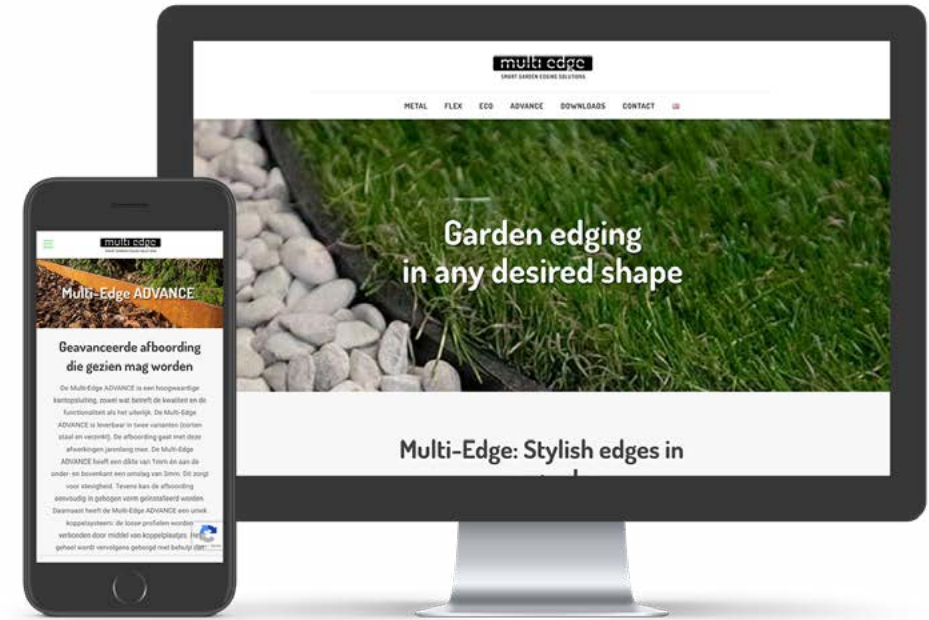 multi edge
SMART GARDEN EDGING SOLUTIONS
METAL FLEX ECO ADVANCE DOWNLOADS CONTACT
Garden edging
in any desired shape
Multi-Edge: Stylish edges in
multi edge
Multi-Edge ADVANCE
Geavanceerde afboording
die gezien mag worden
De Multi-Edge ADVANCE is een hoogwaardige
kantopsluiting, zowel wat betreft de kwaliteit en de
functionaliteit als het uiterlijk. De Multi-Edge
ADVANCE is leverbaar in twee varianten (corten
staal en verzinkt). De afboording gaat met deze
afwerkingen jarenlang mee. De Multi-Edge
ADVANCE heeft een dikte van 1mm en aan de
onder- en bovenkant een omslag van 3mm. Dit zorgt
voor stevigheid. Tevens kan de afboording
eenvoudig in gebogen vorm geïnstalleerd worden.
Daarnaast heeft de Multi-Edge ADVANCE een uniek
koppelsysteem: de losse profielen worden
verbonden door middel van koppelplaatjes.
geheel wordt vervolgens geborgd met behulp